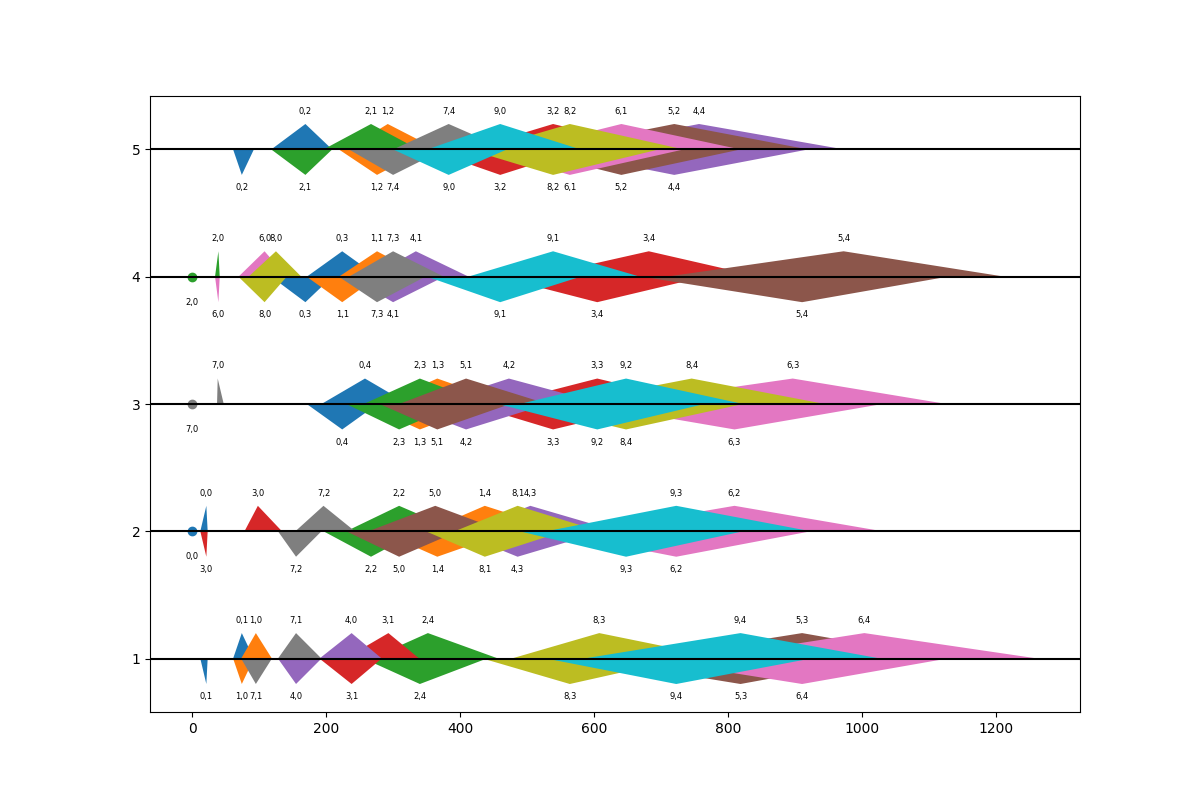 0,2 2,1 1,2 7,4 9,0 3,2 8,2 6,1 5,2 4,4
5
0,2 2,1 1,2 7,4 9,0 3,2 8,2 6,1 5,2 4,4
2,0 6,0 8,0 0,3 1,1 7,3 4,1 9,1 3,4 5,4
4
2,0 6,0 8,0 0,3 1,1 7,3 4,1 9,1 3,4 5,4
7,0 0,4 2,3 1,3 5,1 4,2 3,3 9,2 8,4 6,3
3
7,0 0,4 2,3 1,3 5,1 4,2 3,3 9,2 8,4 6,3
0,0 3,0 7,2 2,2 5,0 1,4 8,1 4,3 9,3 6,2
2
0,0 3,0 7,2 2,2 5,0 1,4 8,1 4,3 9,3 6,2
0,1 1,0 7,1 4,0 3,1 2,4 8,3 9,4 5,3 6,4
1
0,1 1,0 7,1 4,0 3,1 2,4 8,3 9,4 5,3 6,4
0 200 400 600 800 1000 1200